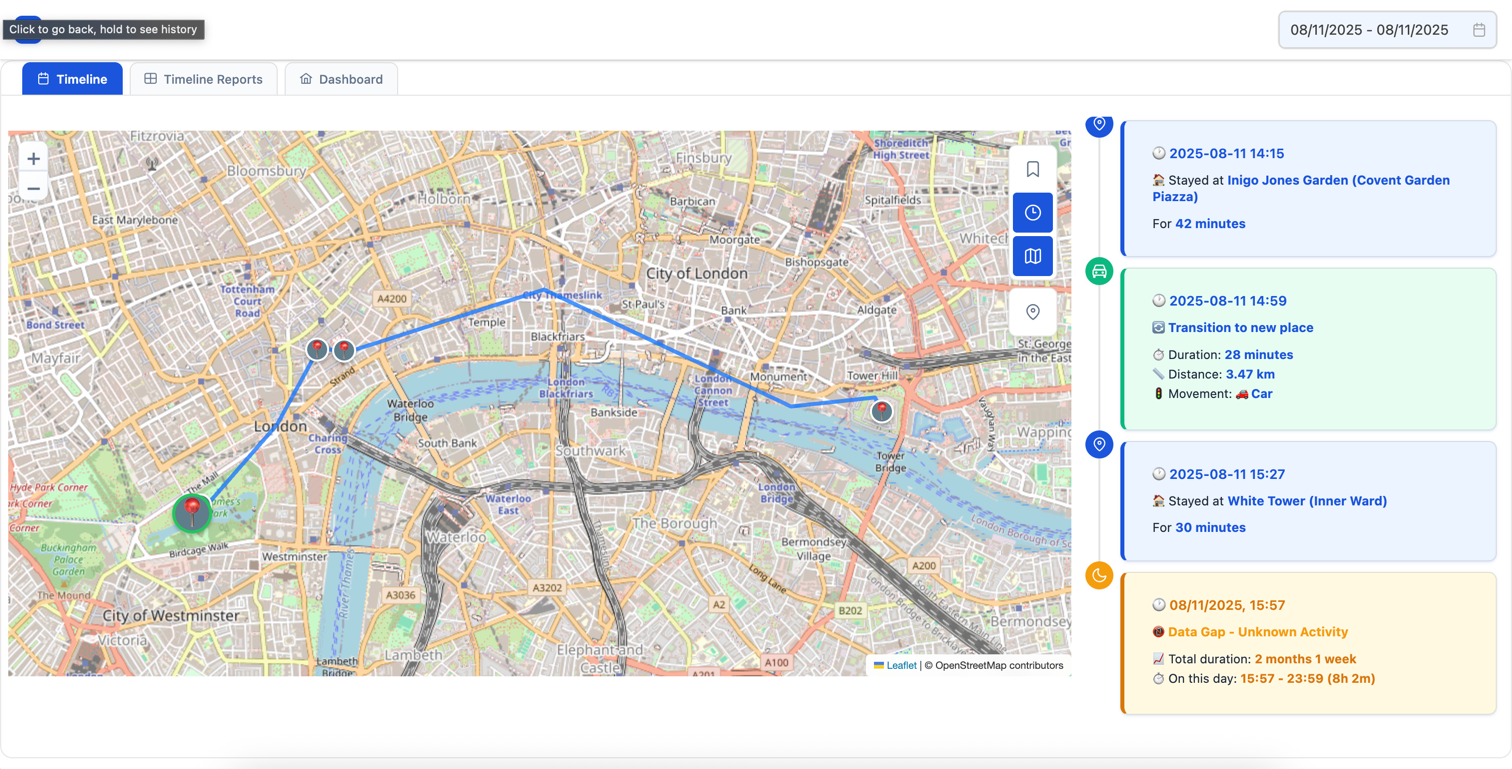 Click to go back, hold to see history
08/11/2025 - 08/11/2025
Timeline
Timeline Reports
Dashboard
+
−
Fitzrovia
Bloomsbury
East Marylebone
Holborn
Finsbury
Shoreditch
High Street
Barbican
Spitalfields
Moorgate
Whitech
Bishopsgate
City of London
Tottenham
Court
Road
A4200
City Thameslink
St Paul's
Bank
Aldgate
Bond Street
Temple
Blackfriars
St. George
in the East
Mayfair
Strand
Monument
Tower Hill
London
Blackfriars
London
Cannon
Street
Waterloo
Bridge
Bankside
Vaughan Way
Wapping
London
Charing
Cross
South Bank
Southwark
Tower
Bridge
The Mall
Hyde Park Corner
Corner
Waterloo
East
London
Bridge
The Borough
London Borough of So
Buckingham
Palace
Garden
Birdcage Walk
Westminster
Waterloo
Bermondsey
Village
Long Lane
A200
The Mound
River Thames
A3036
A3202
A2
B202
City of Westminster
Bermondsey
Victoria
Lambeth
Bridge
Lambeth
Elephant and
Castle
A201
A100
Leaflet | © OpenStreetMap contributors
2025-08-11 14:15
Stayed at Inigo Jones Garden (Covent Garden
Piazza)
For 42 minutes
2025-08-11 14:59
Transition to new place
Duration: 28 minutes
Distance: 3.47 km
Movement: Car
2025-08-11 15:27
Stayed at White Tower (Inner Ward)
For 30 minutes
08/11/2025, 15:57
Data Gap - Unknown Activity
Total duration: 2 months 1 week
On this day: 15:57 - 23:59 (8h 2m)